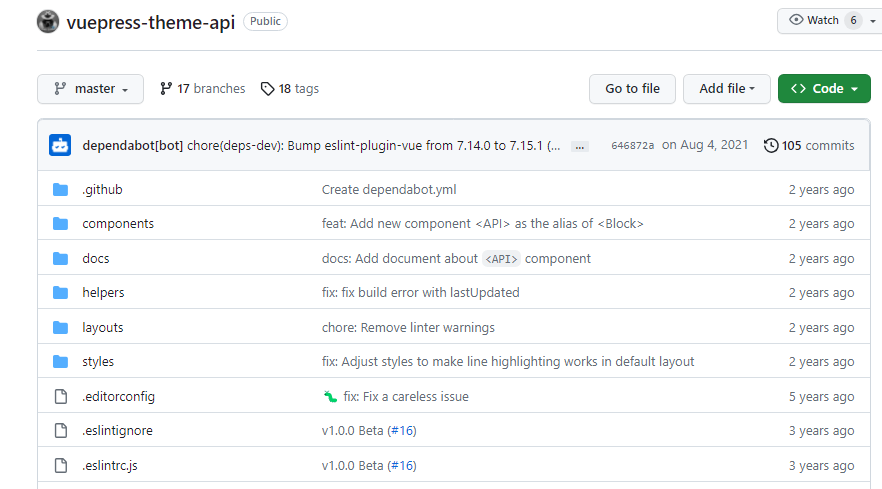 vuepress-theme-api Public Watch 6
master 17 branches 18 tags Go to file Add file Code
dependabot[bot] chore(deps-dev): Bump eslint-plugin-vue from 7.14.0 to 7.15.1 (... ... 646872a on Aug 4, 2021 105 commits
.github Create dependabot.yml 2 years ago
components feat: Add new component <API> as the alias of <Block> 2 years ago
docs docs: Add document about <API> component 2 years ago
helpers fix: fix build error with lastUpdated 2 years ago
layouts chore: Remove linter warnings 2 years ago
styles fix: Adjust styles to make line highlighting works in default layout 2 years ago
.editorconfig 🐛 fix: Fix a careless issue 5 years ago
.eslintignore v1.0.0 Beta (#16) 3 years ago
.eslintrc.js v1.0.0 Beta (#16) 3 years ago